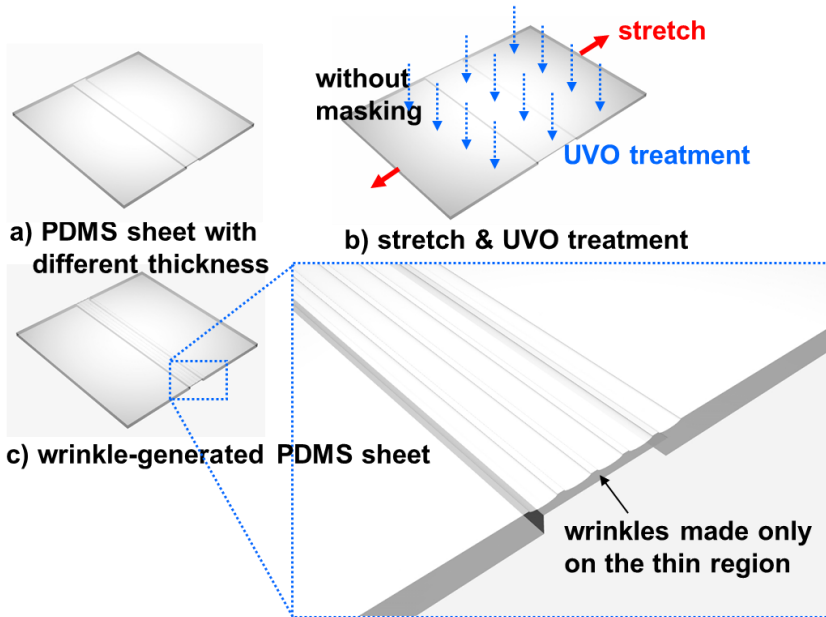 stretch
without
masking
UVO treatment
a) PDMS sheet with
different thickness
b) stretch & UVO treatment
c) wrinkle-generated PDMS sheet
wrinkles made only
on the thin region